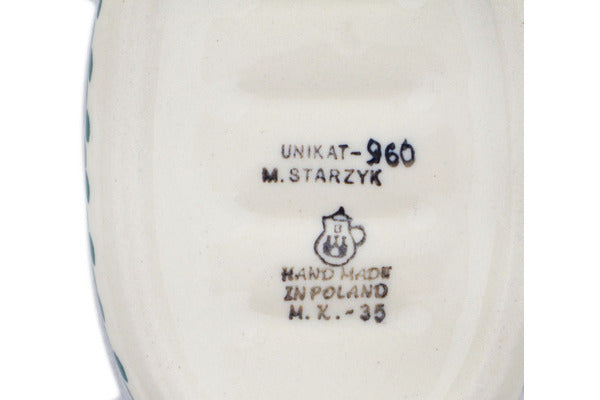 UNIKAT-960
M. STARZYK
HAND MADE
IN POLAND
M. X. -35